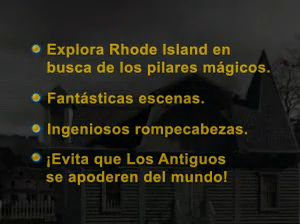 Explora Rhode Island en
busca de los pilares mágicos.
Fantásticas escenas.
Ingeniosos rompecabezas.
¡Evita que Los Antiguos
se apoderen del mundo!